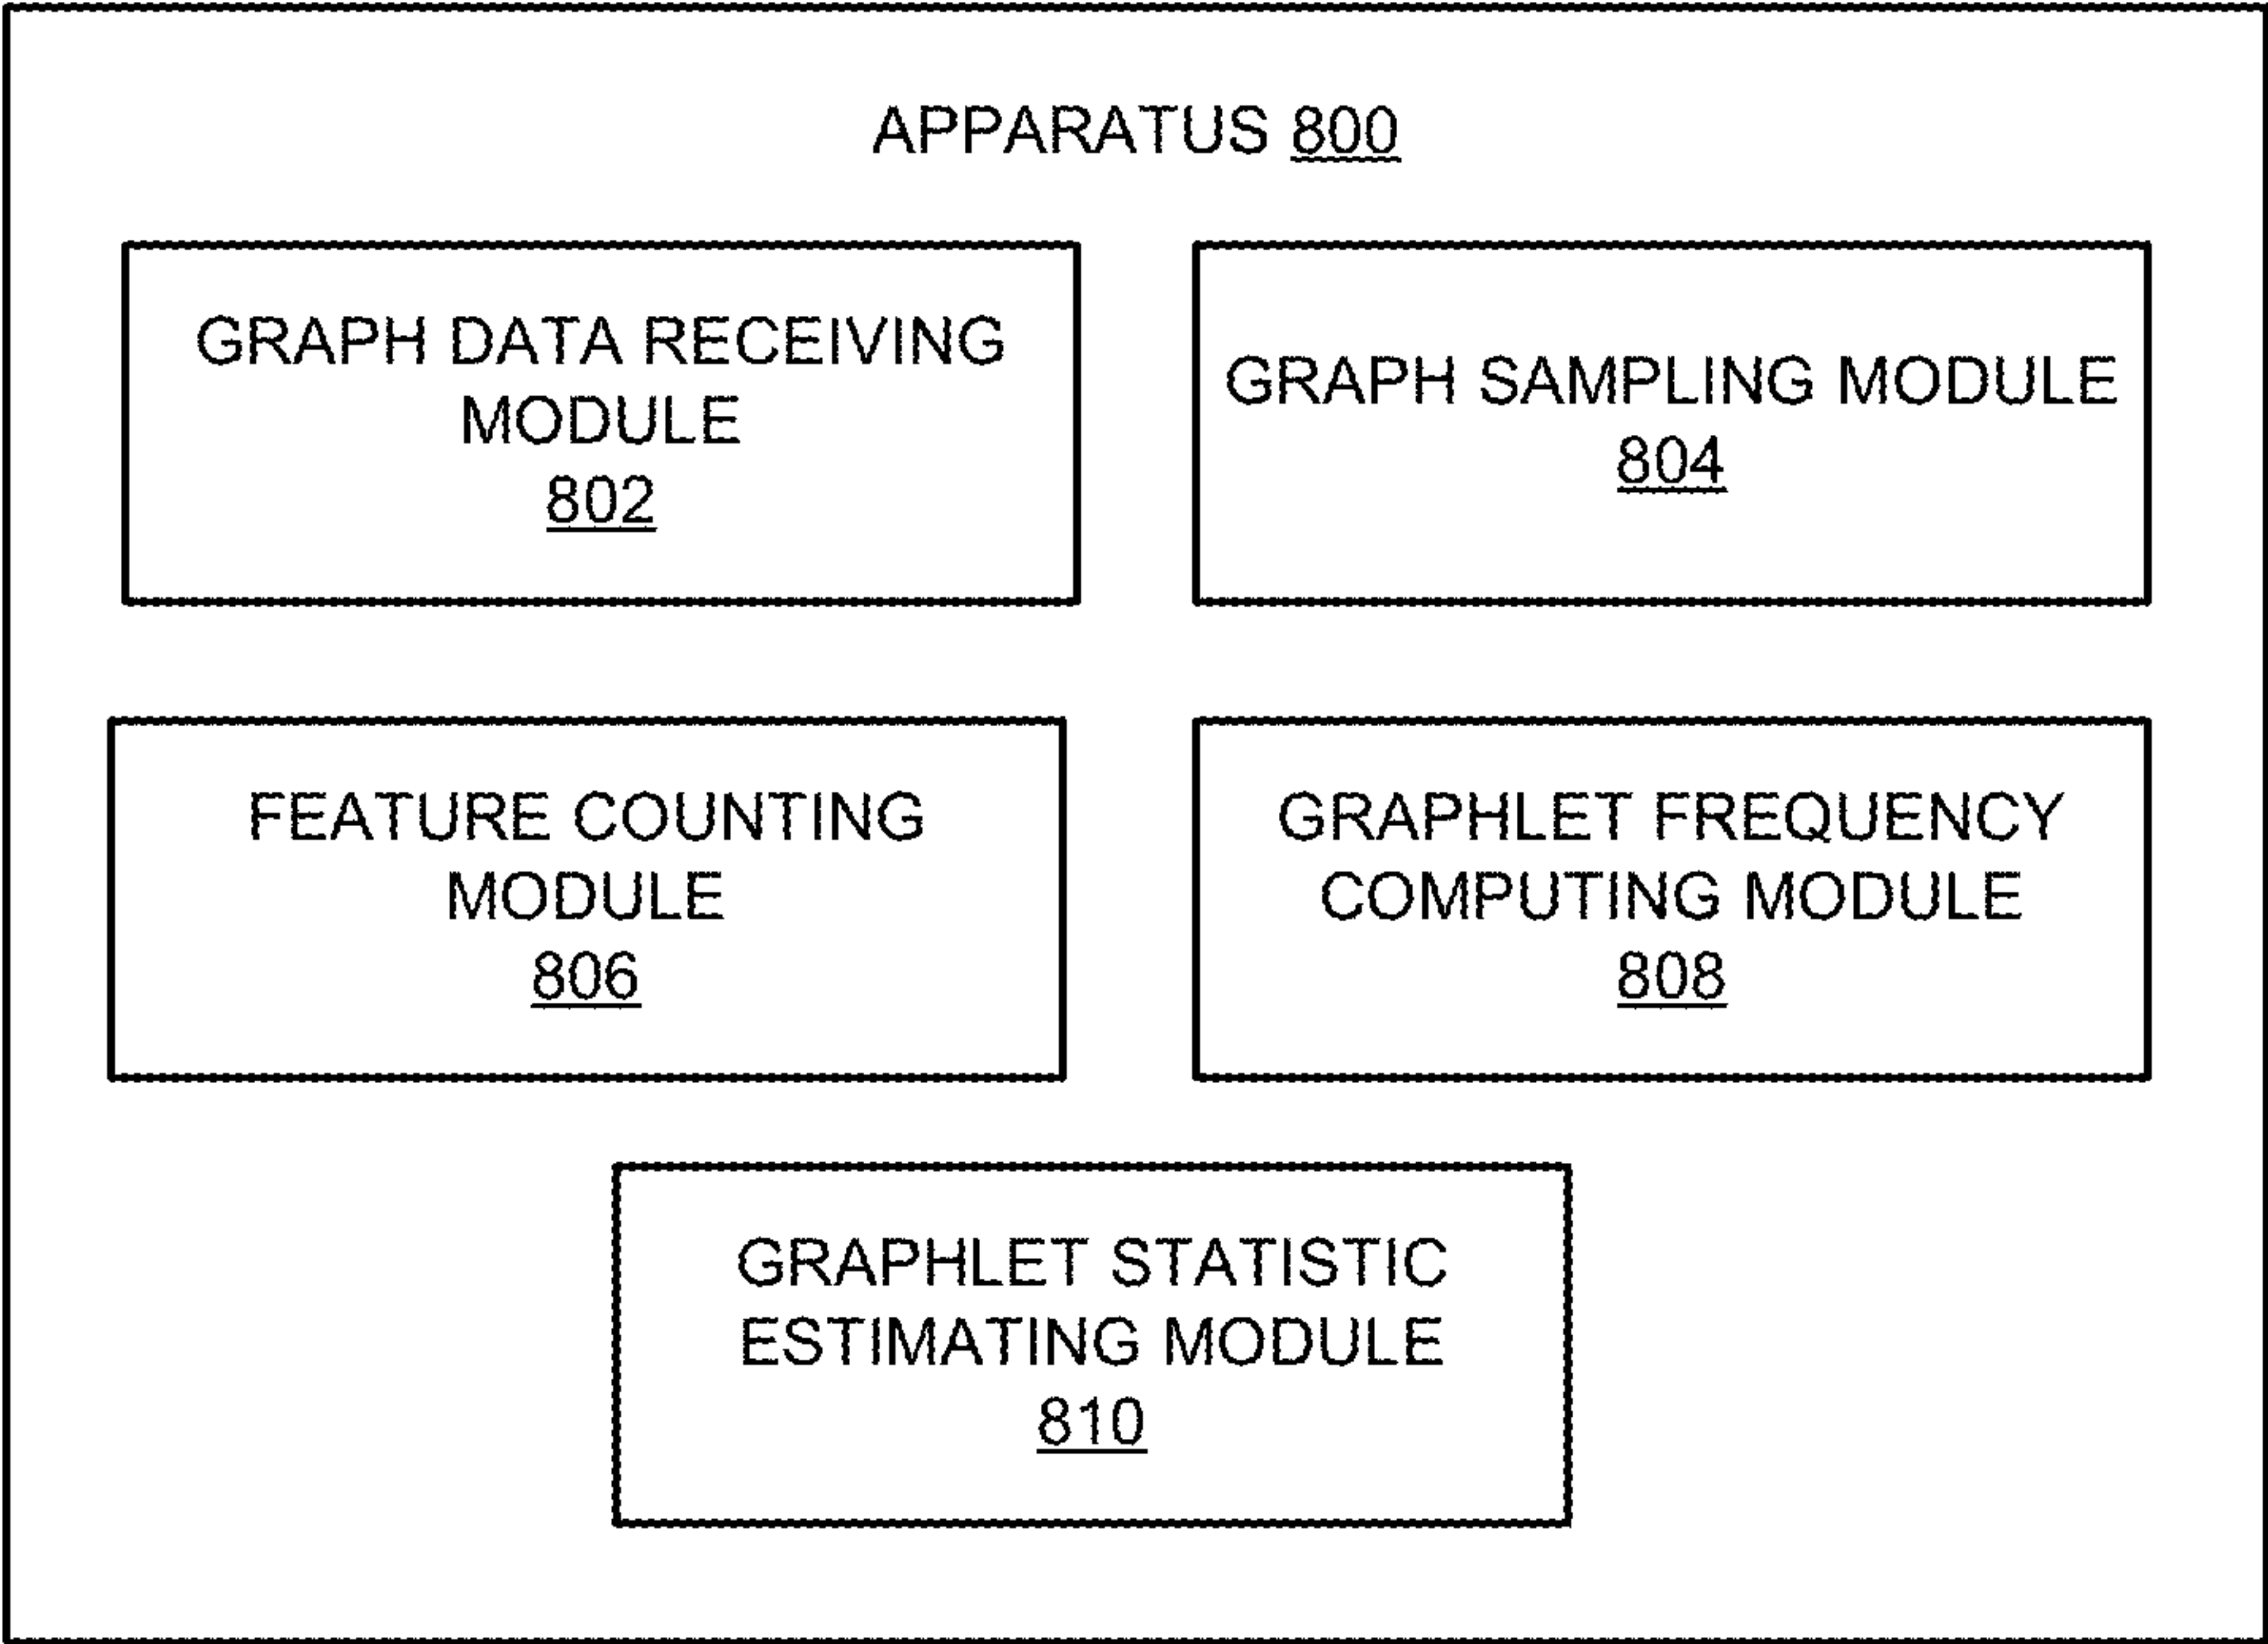 APPARATUS 800
GRAPH DATA RECEIVING
MODULE
802
GRAPH SAMPLING MODULE
804
FEATURE COUNTING
MODULE
806
GRAPHLET FREQUENCY
COMPUTING MODULE
808
GRAPHLET STATISTIC
ESTIMATING MODULE
810